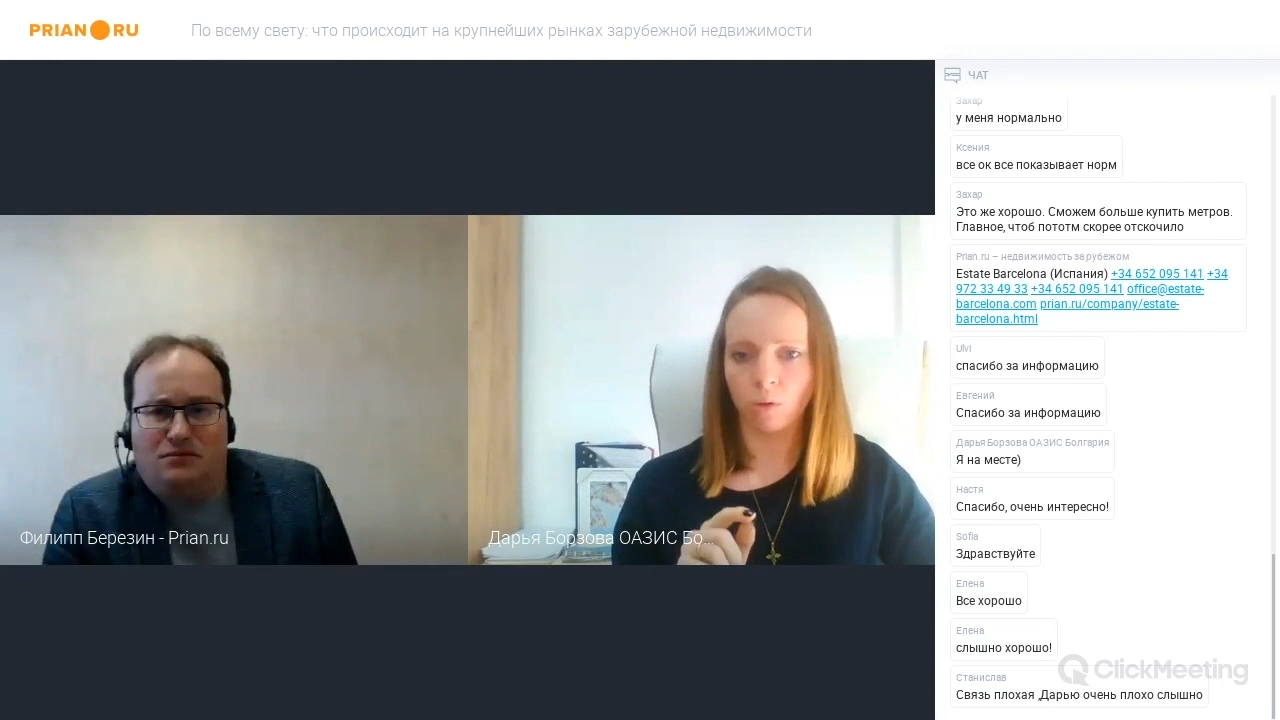 PRIAN RU
По всему свету: что происходит на крупнейших рынках зарубежной недвижимости
ЧАТ
Захар
у меня нормально
Ксения
все ок все показывает норм
Захар
Это же хорошо. Сможем больше купить метров.
Главное, чтоб пототм скорее отскочило
Prian.ru – недвижимость за рубежом
Estate Barcelona (Испания) +34 652 095 141 +34
972 33 49 33 +34 652 095 141 office@estate-
barcelona.com prian.ru/company/estate-
barcelona.html
Ulvi
спасибо за информацию
Евгений
Спасибо за информацию
Дарья Борзова ОАЗИС Болгария
Я на месте)
Настя
Спасибо, очень интересно!
Sofia
Здравствуйте
Елена
Все хорошо
Елена
слышно хорошо!
Станислав
Связь плохая ,Дарью очень плохо слышно
ClickMeeting
Филипп Березин - Prian.ru
Дарья Борзова ОАЗИС Бо...